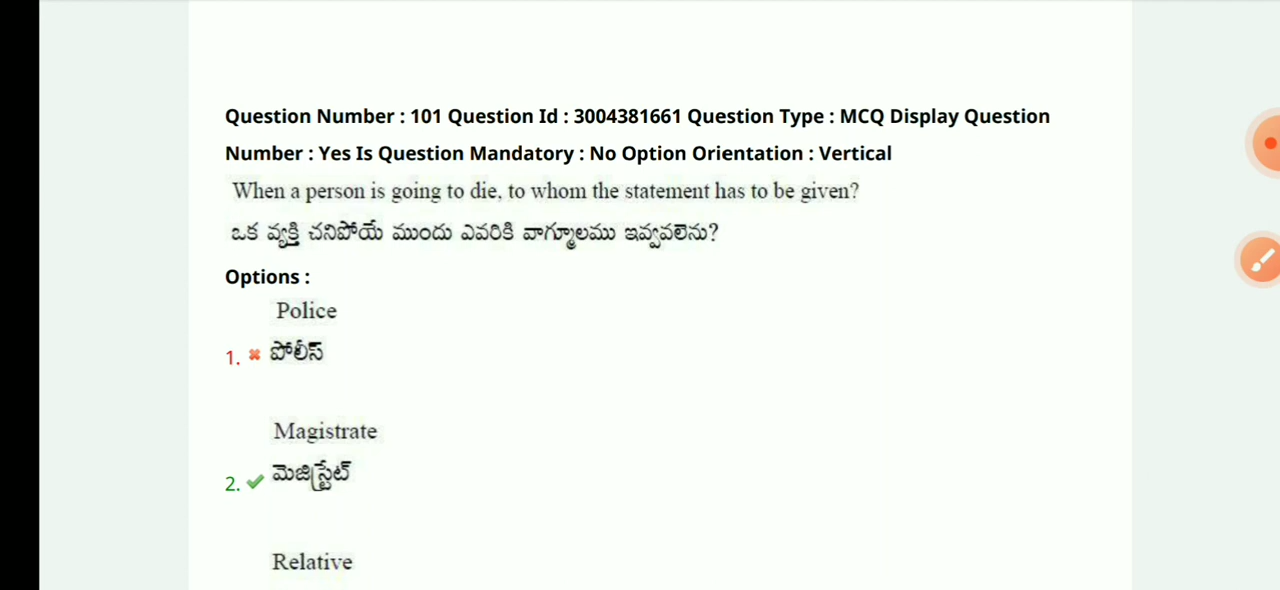 Question Number : 101 Question Id : 3004381661 Question Type : MCQ Display Question
Number : Yes Is Question Mandatory : No Option Orientation : Vertical
When a person is going to die, to whom the statement has to be given?
ఒక వ్యక్తి చనిపోయే ముందు ఎవరికి వాగ్మూలము ఇవ్వవలెను?
Options :
Police
1. పోలీస్
Magistrate
2. మెజిస్ట్రేట్
Relative